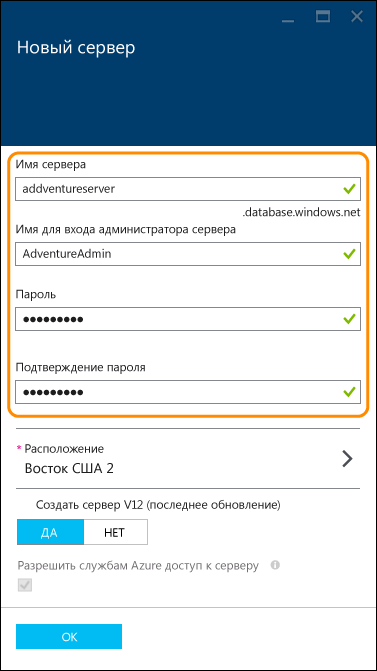 Новый сервер
Имя сервера
addventureserver
.database.windows.net
Имя для входа администратора сервера
AdventureAdmin
Пароль
●●●●●●●●●
Подтверждение пароля
●●●●●●●●●
* Расположение
Восток США 2
Создать сервер V12 (последнее обновление)
ДА НЕТ
Разрешить службам Azure доступ к серверу
ОК